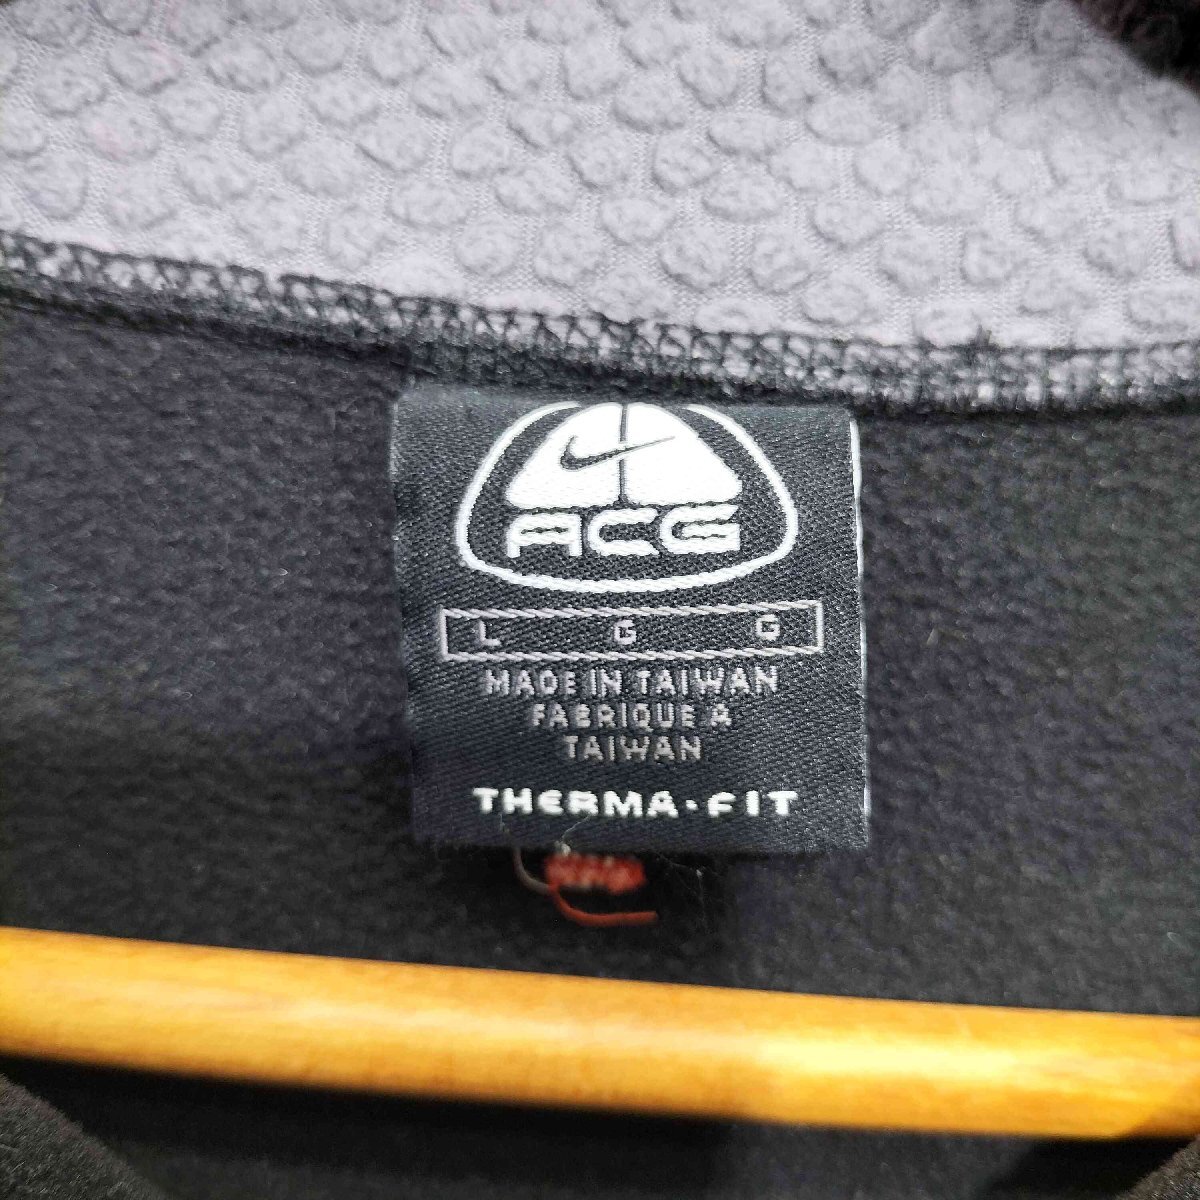 ACG
L G G
MADE IN TAIWAN
FABRIQUE A
TAIWAN
THERMA·FIT